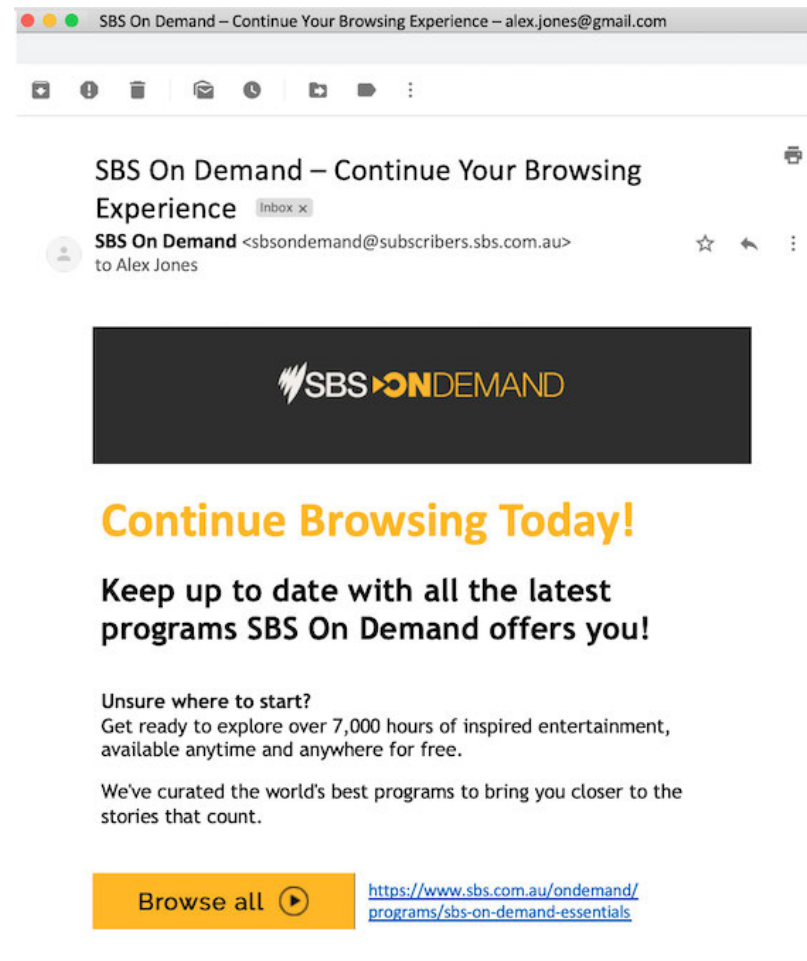 SBS On Demand – Continue Your Browsing Experience – alex.jones@gmail.com
SBS On Demand – Continue Your Browsing
Experience Inbox x
SBS On Demand <sbsondemand@subscribers.sbs.com.au>
to Alex Jones
SBS ONDEMAND
Continue Browsing Today!
Keep up to date with all the latest
programs SBS On Demand offers you!
Unsure where to start?
Get ready to explore over 7,000 hours of inspired entertainment,
available anytime and anywhere for free.
We've curated the world's best programs to bring you closer to the
stories that count.
Browse all
https://www.sbs.com.au/ondemand/
programs/sbs-on-demand-essentials